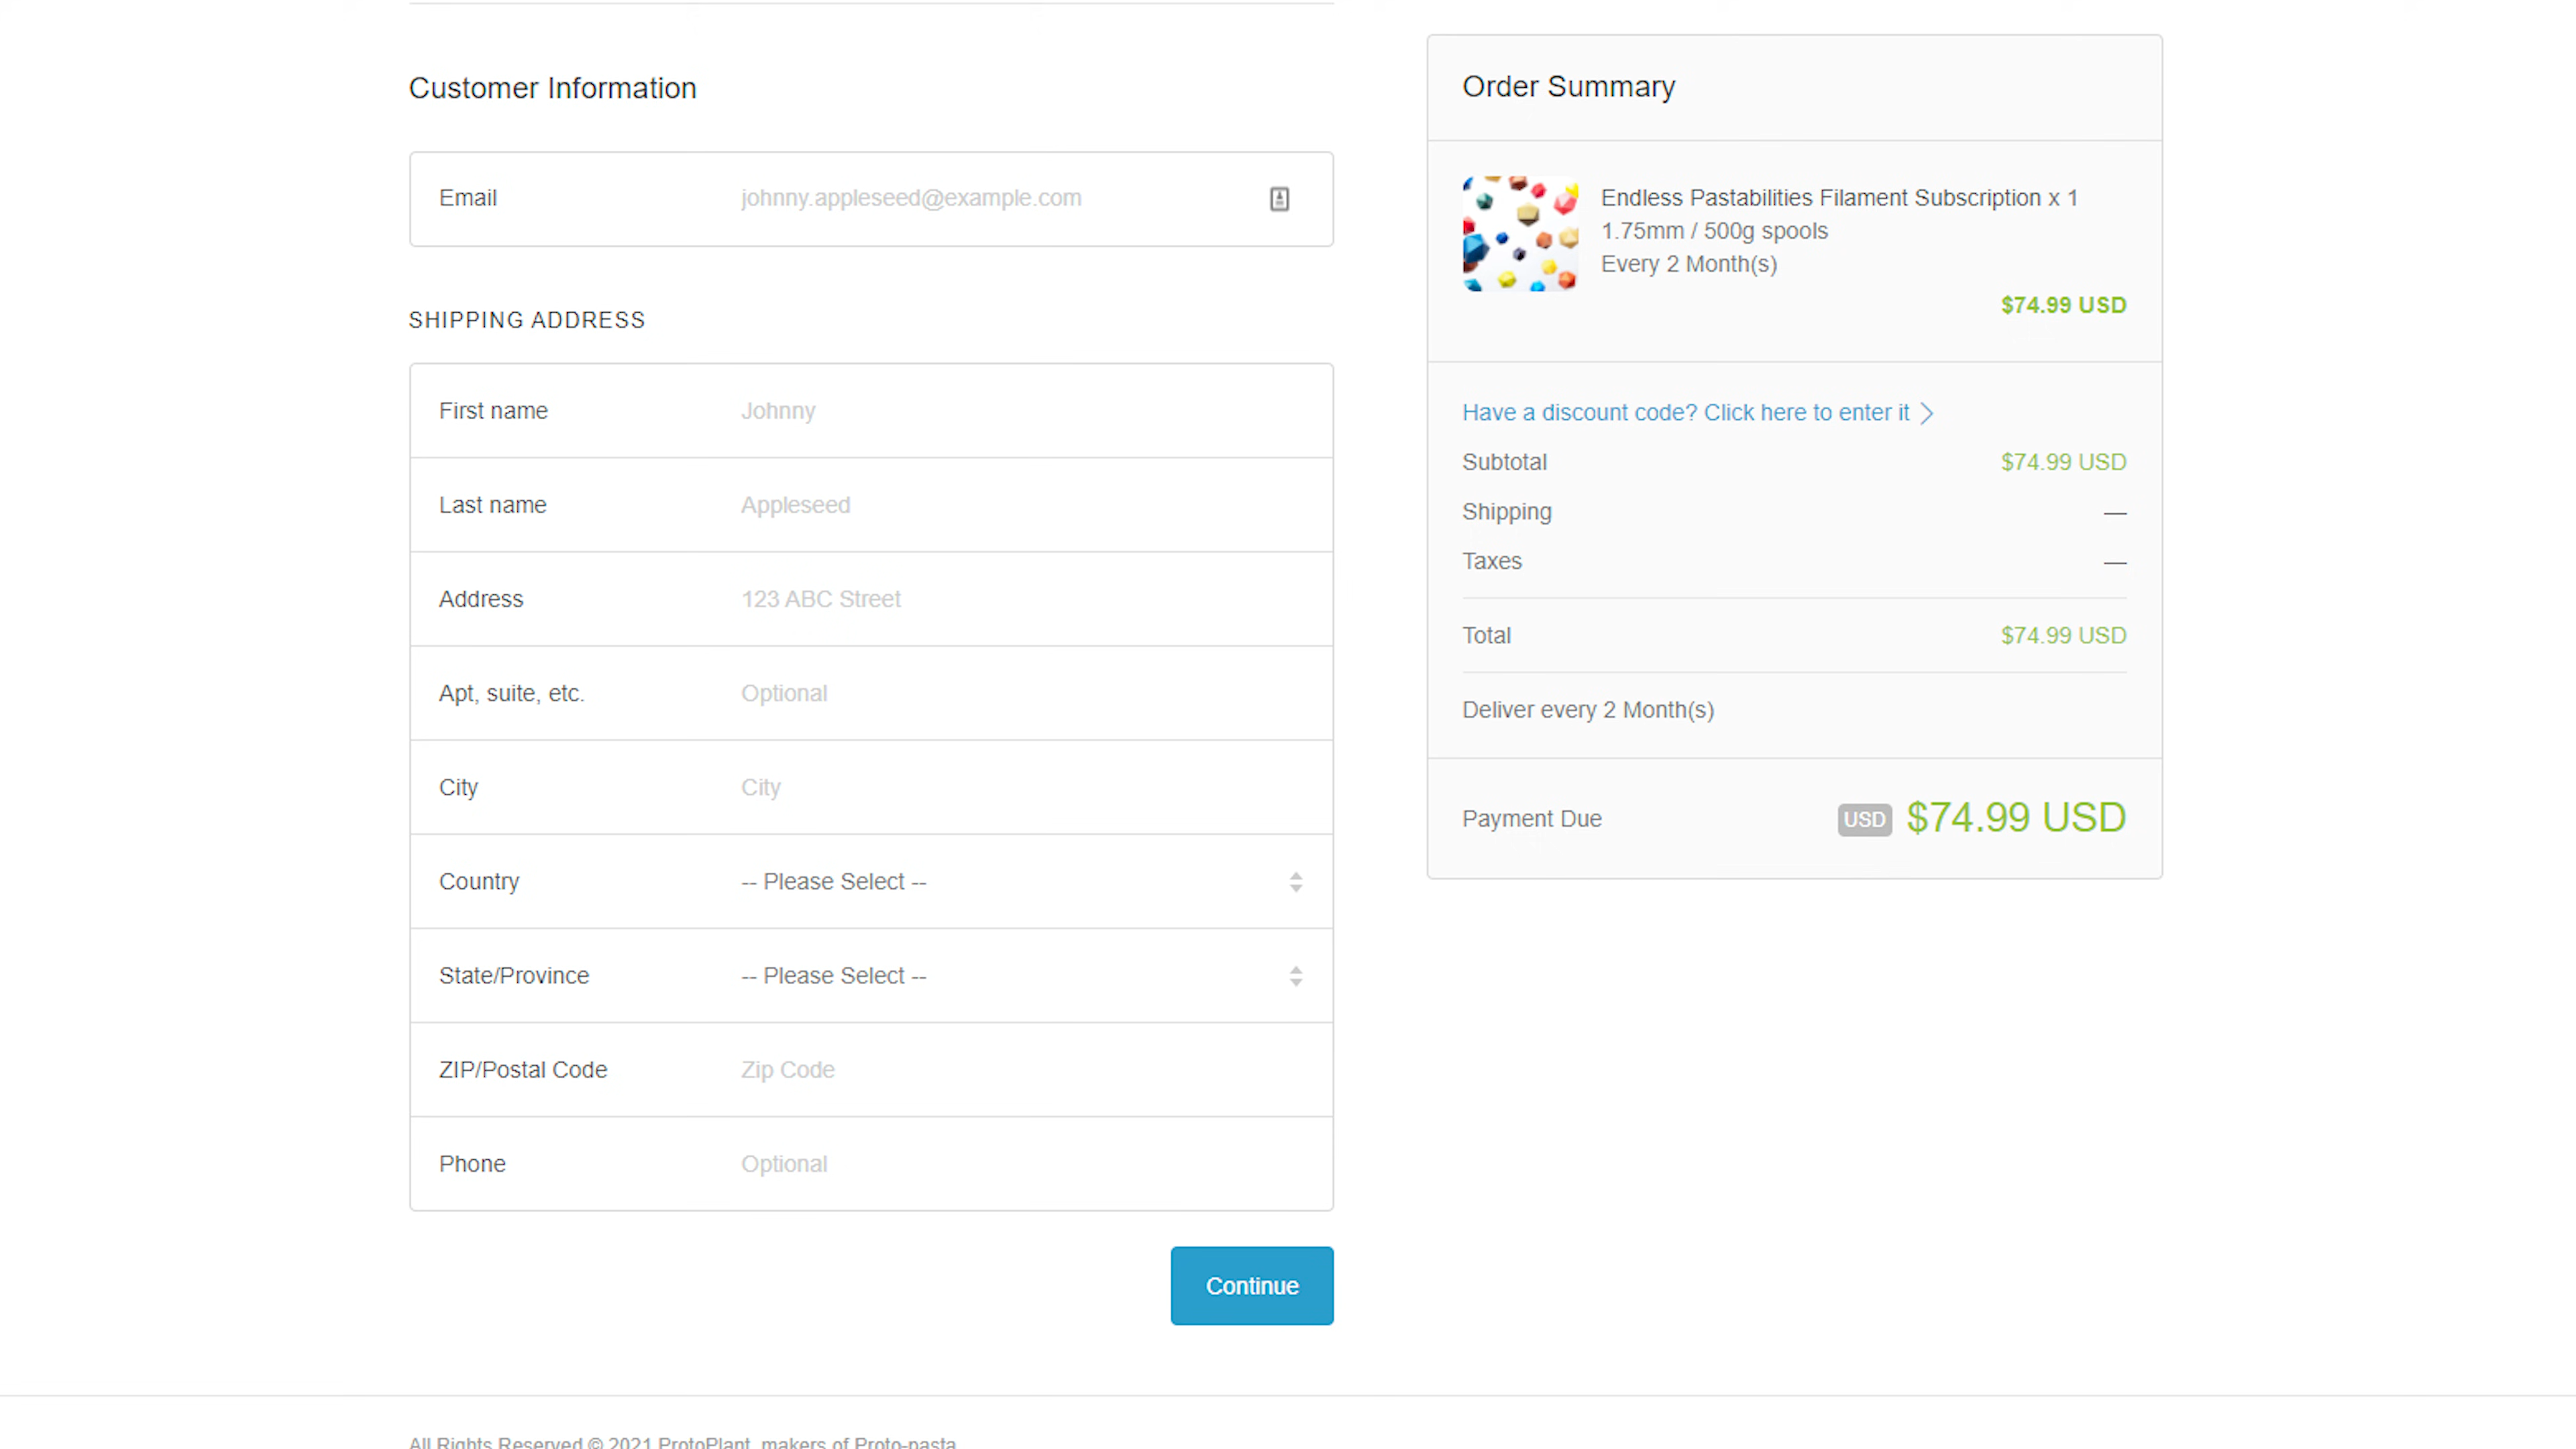 Customer Information
Email johnny.appleseed@example.com
SHIPPING ADDRESS
First name Johnny
Last name Appleseed
Address 123 ABC Street
Apt, suite, etc. Optional
City City
Country -- Please Select --
State/Province -- Please Select --
ZIP/Postal Code Zip Code
Phone Optional
Continue
Order Summary
Endless Pastabilities Filament Subscription x 1
1.75mm / 500g spools
Every 2 Month(s)
$74.99 USD
Have a discount code? Click here to enter it
Subtotal $74.99 USD
Shipping —
Taxes —
Total $74.99 USD
Deliver every 2 Month(s)
Payment Due USD $74.99 USD
All Rights Reserved © 2021 ProtoPlant, makers of Proto-pasta